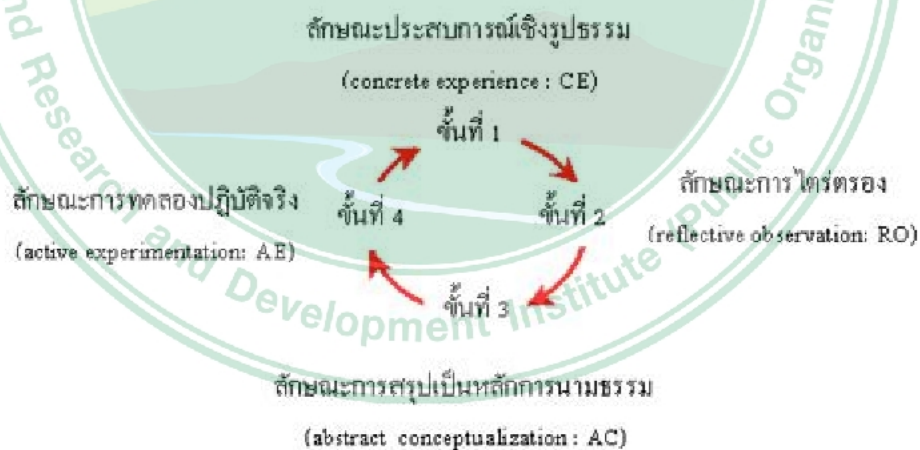 ลักษณะประสบการณ์เชิงรูปธรรม
(concrete experience : CE)
ขั้นที่ 1
ลักษณะการทดลองปฏิบัติจริง
(active experimentation: AE)
ขั้นที่ 4
ขั้นที่ 2
ลักษณะการไตร่ตรอง
(reflective observation: RO)
ขั้นที่ 3
ลักษณะการสรุปเป็นหลักการนามธรรม
(abstract conceptualization : AC)
Research and Development Institute (Public